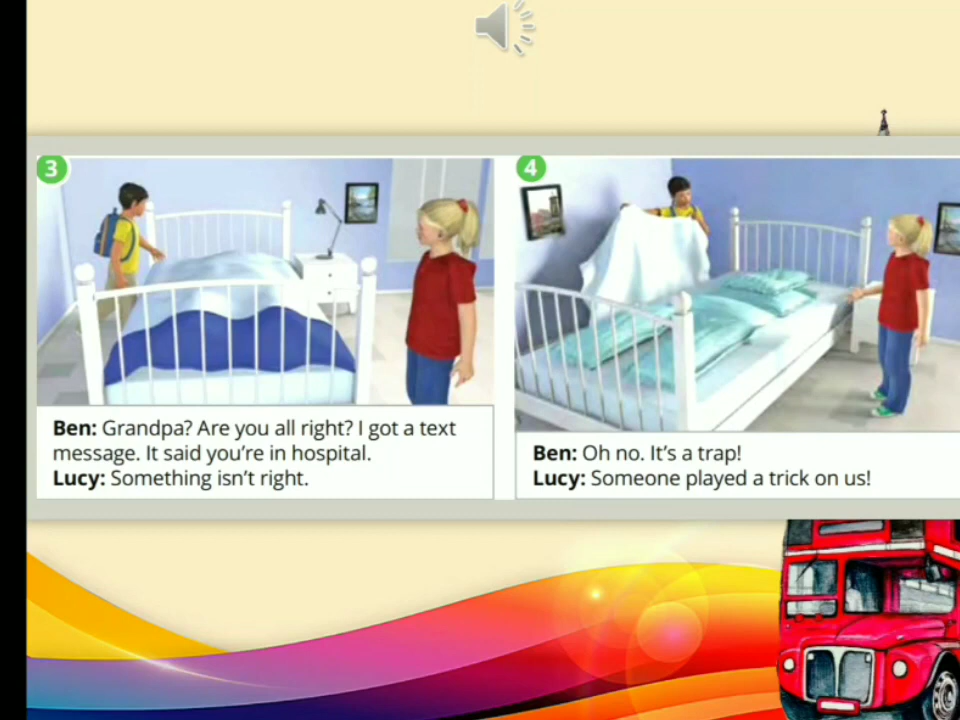 3
Ben: Grandpa? Are you all right? I got a text
message. It said you're in hospital.
Lucy: Something isn't right.
4
Ben: Oh no. It's a trap!
Lucy: Someone played a trick on us!